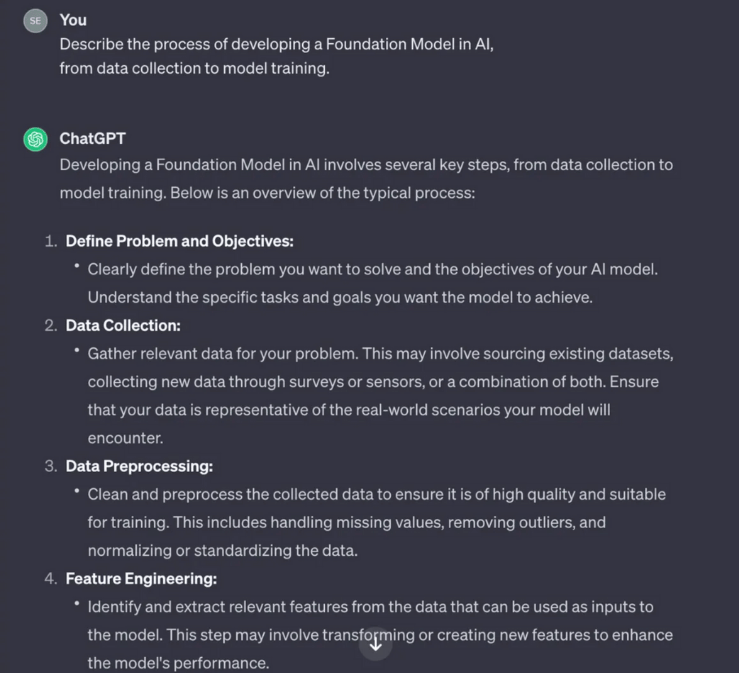 SE
You
Describe the process of developing a Foundation Model in AI,
from data collection to model training.
ChatGPT
Developing a Foundation Model in AI involves several key steps, from data collection to
model training. Below is an overview of the typical process:
1. Define Problem and Objectives:
• Clearly define the problem you want to solve and the objectives of your AI model.
Understand the specific tasks and goals you want the model to achieve.
2. Data Collection:
• Gather relevant data for your problem. This may involve sourcing existing datasets,
collecting new data through surveys or sensors, or a combination of both. Ensure
that your data is representative of the real-world scenarios your model will
encounter.
3. Data Preprocessing:
• Clean and preprocess the collected data to ensure it is of high quality and suitable
for training. This includes handling missing values, removing outliers, and
normalizing or standardizing the data.
4. Feature Engineering:
• Identify and extract relevant features from the data that can be used as inputs to
the model. This step may involve transforming or creating new features to enhance
the model's performance.